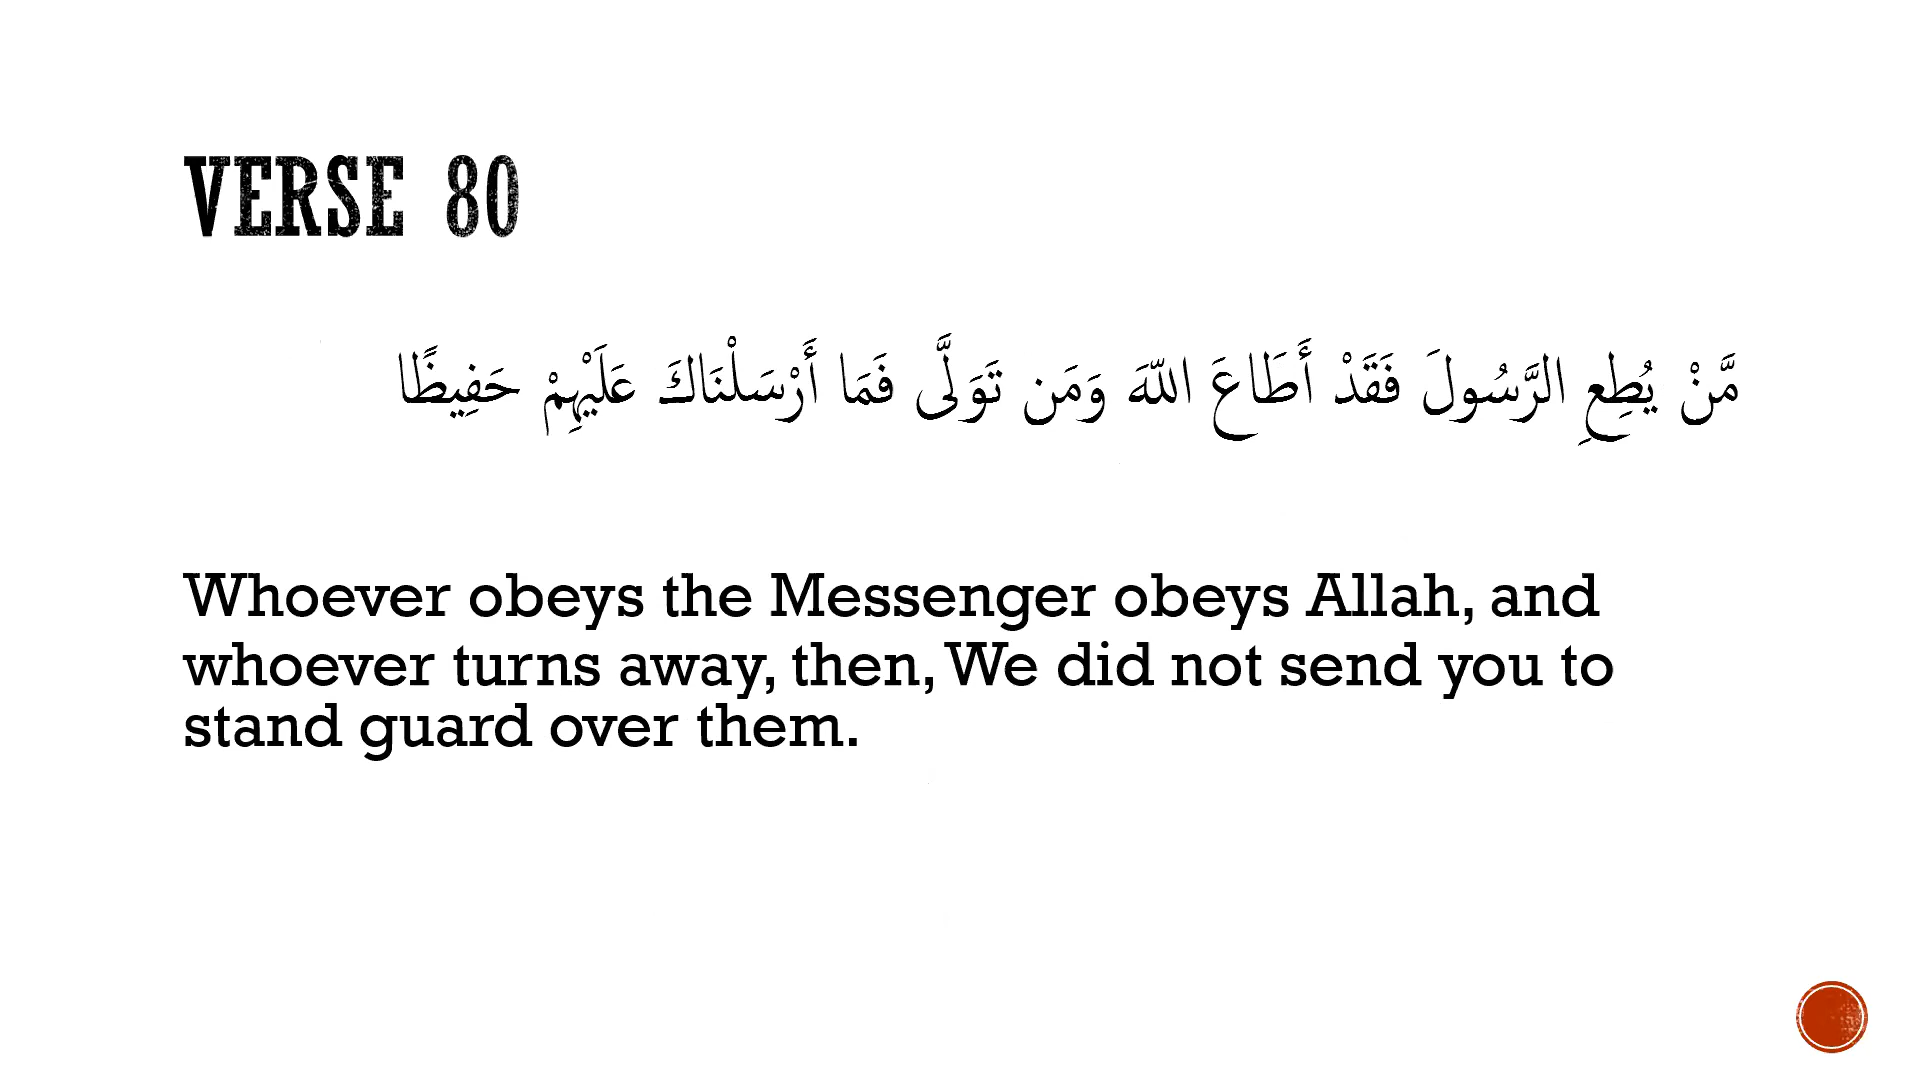 VERSE 80
مَّنْ يُطِعِ الرَّسُولَ فَقَدْ أَطَاعَ اللّهَ وَمَن تَوَلَّى فَمَا أَرْسَلْنَاكَ عَلَيْهِمْ حَفِيظًا
Whoever obeys the Messenger obeys Allah, and
whoever turns away, then, We did not send you to
stand guard over them.